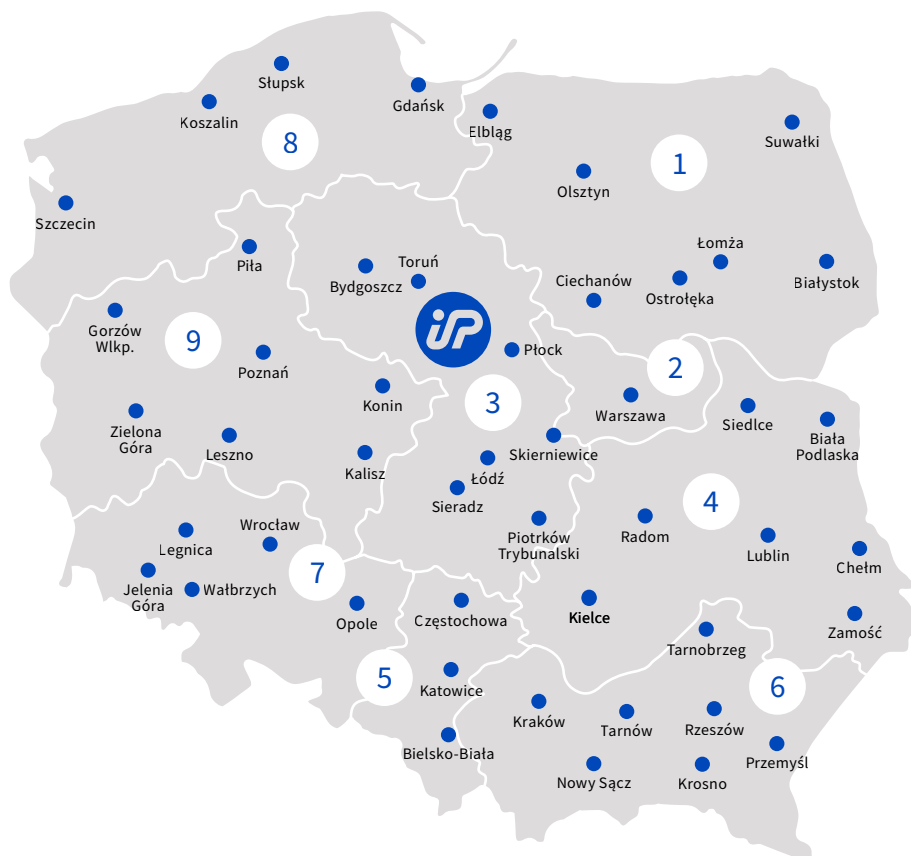 Słupsk
Gdańsk
Koszalin
Elbląg
Suwałki
8
1
Olsztyn
Szczecin
Łomża
Piła
Toruń
Bydgoszcz
Ciechanów
Ostrołęka
Białystok
Gorzów
Wlkp.
9
iSP
Płock
Poznań
2
Konin
3
Warszawa
Siedlce
Zielona
Góra
Leszno
Biała
Podlaska
Skierniewice
Kalisz
Łódź
Sieradz
4
Wrocław
Legnica
Piotrków
Trybunalski
Radom
Lublin
Chełm
7
Jelenia
Góra
Wałbrzych
Opole
Częstochowa
Kielce
Zamość
Tarnobrzeg
5
Katowice
6
Kraków
Tarnów
Rzeszów
Bielsko-Biała
Przemyśl
Nowy Sącz
Krosno